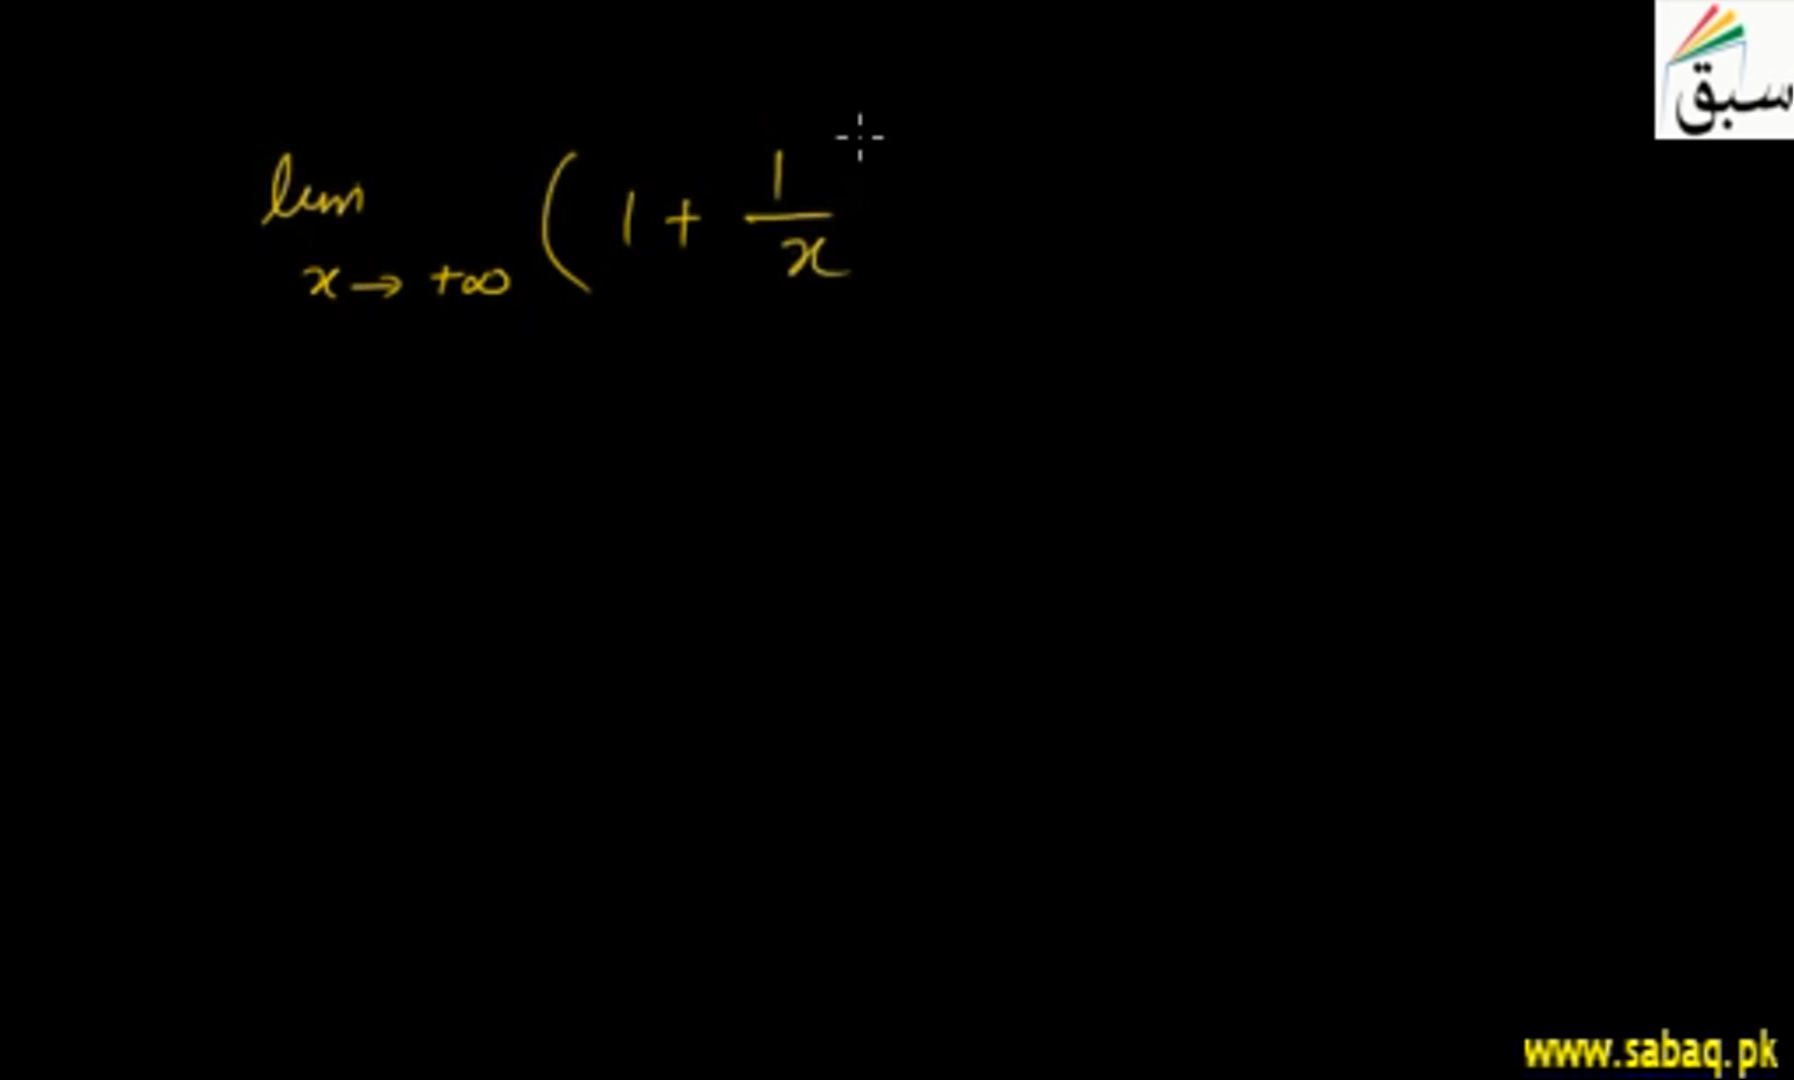 سبق
lim ( 1 + 1/x
x → +∞
www.sabaq.pk